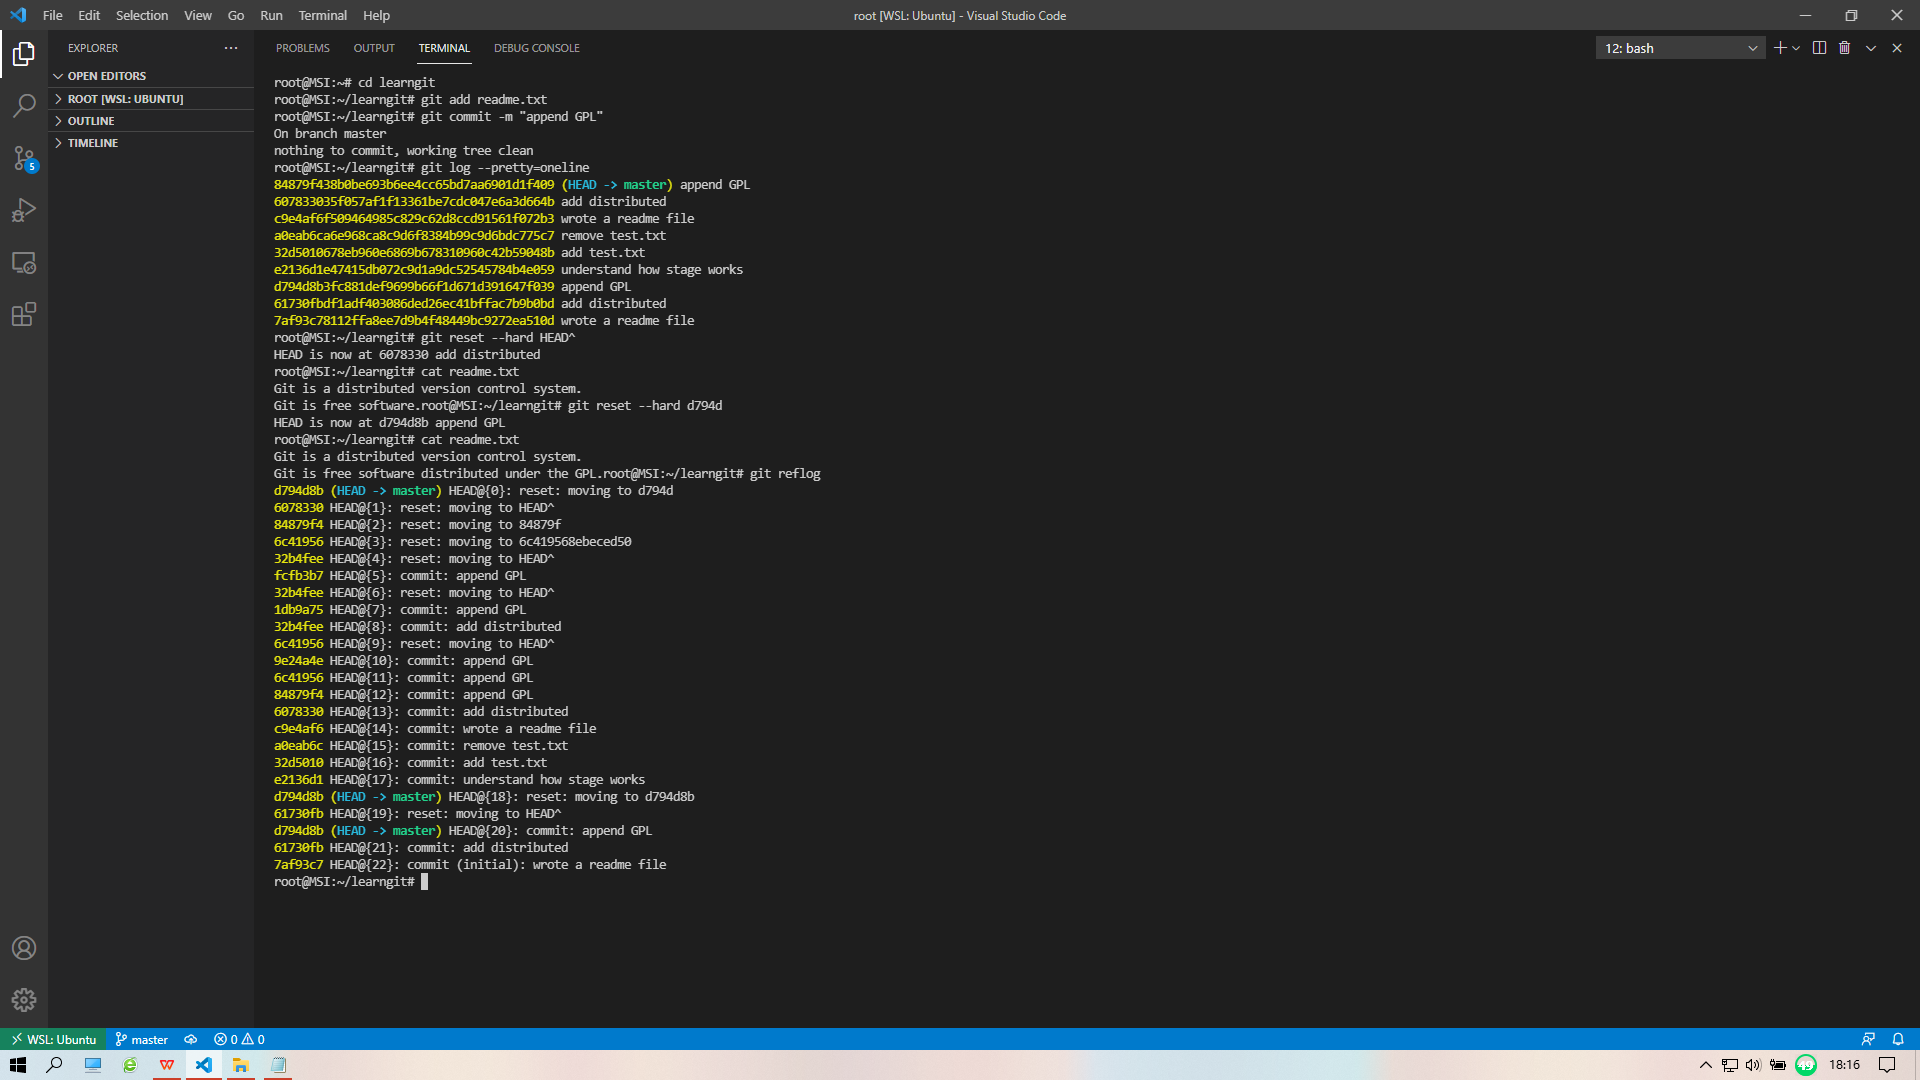 File Edit Selection View Go Run Terminal Help
root [WSL: Ubuntu] - Visual Studio Code
EXPLORER
OPEN EDITORS
ROOT [WSL: UBUNTU]
OUTLINE
TIMELINE
5
PROBLEMS OUTPUT TERMINAL DEBUG CONSOLE
12: bash
root@MSI:~# cd learngit
root@MSI:~/learngit# git add readme.txt
root@MSI:~/learngit# git commit -m "append GPL"
On branch master
nothing to commit, working tree clean
root@MSI:~/learngit# git log --pretty=oneline
84879f438b0be693b6ee4cc65bd7aa6901d1f409 (HEAD -> master) append GPL
607833035f057af1f13361be7cdc047e6a3d664b add distributed
c9e4af6f509464985c829c62d8ccd91561f072b3 wrote a readme file
a0eab6ca6e968ca8c9d6f8384b99c9d6bdc775c7 remove test.txt
32d5010678eb960e6869b678310960c42b59048b add test.txt
e2136d1e47415db072c9d1a9dc52545784b4e059 understand how stage works
d794d8b3fc881def9699b66f1d671d391647f039 append GPL
61730fbdf1adf403086ded26ec41bffac7b9b0bd add distributed
7af93c78112ffa8ee7d9b4f48449bc9272ea510d wrote a readme file
root@MSI:~/learngit# git reset --hard HEAD^
HEAD is now at 6078330 add distributed
root@MSI:~/learngit# cat readme.txt
Git is a distributed version control system.
Git is free software.root@MSI:~/learngit# git reset --hard d794d
HEAD is now at d794d8b append GPL
root@MSI:~/learngit# cat readme.txt
Git is a distributed version control system.
Git is free software distributed under the GPL.root@MSI:~/learngit# git reflog
d794d8b (HEAD -> master) HEAD@{0}: reset: moving to d794d
6078330 HEAD@{1}: reset: moving to HEAD^
84879f4 HEAD@{2}: reset: moving to 84879f
6c41956 HEAD@{3}: reset: moving to 6c419568ebeced50
32b4fee HEAD@{4}: reset: moving to HEAD^
fcfb3b7 HEAD@{5}: commit: append GPL
32b4fee HEAD@{6}: reset: moving to HEAD^
1db9a75 HEAD@{7}: commit: append GPL
32b4fee HEAD@{8}: commit: add distributed
6c41956 HEAD@{9}: reset: moving to HEAD^
9e24a4e HEAD@{10}: commit: append GPL
6c41956 HEAD@{11}: commit: append GPL
84879f4 HEAD@{12}: commit: append GPL
6078330 HEAD@{13}: commit: add distributed
c9e4af6 HEAD@{14}: commit: wrote a readme file
a0eab6c HEAD@{15}: commit: remove test.txt
32d5010 HEAD@{16}: commit: add test.txt
e2136d1 HEAD@{17}: commit: understand how stage works
d794d8b (HEAD -> master) HEAD@{18}: reset: moving to d794d8b
61730fb HEAD@{19}: reset: moving to HEAD^
d794d8b (HEAD -> master) HEAD@{20}: commit: append GPL
61730fb HEAD@{21}: commit: add distributed
7af93c7 HEAD@{22}: commit (initial): wrote a readme file
root@MSI:~/learngit#
WSL: Ubuntu master 0 0
49 18:16